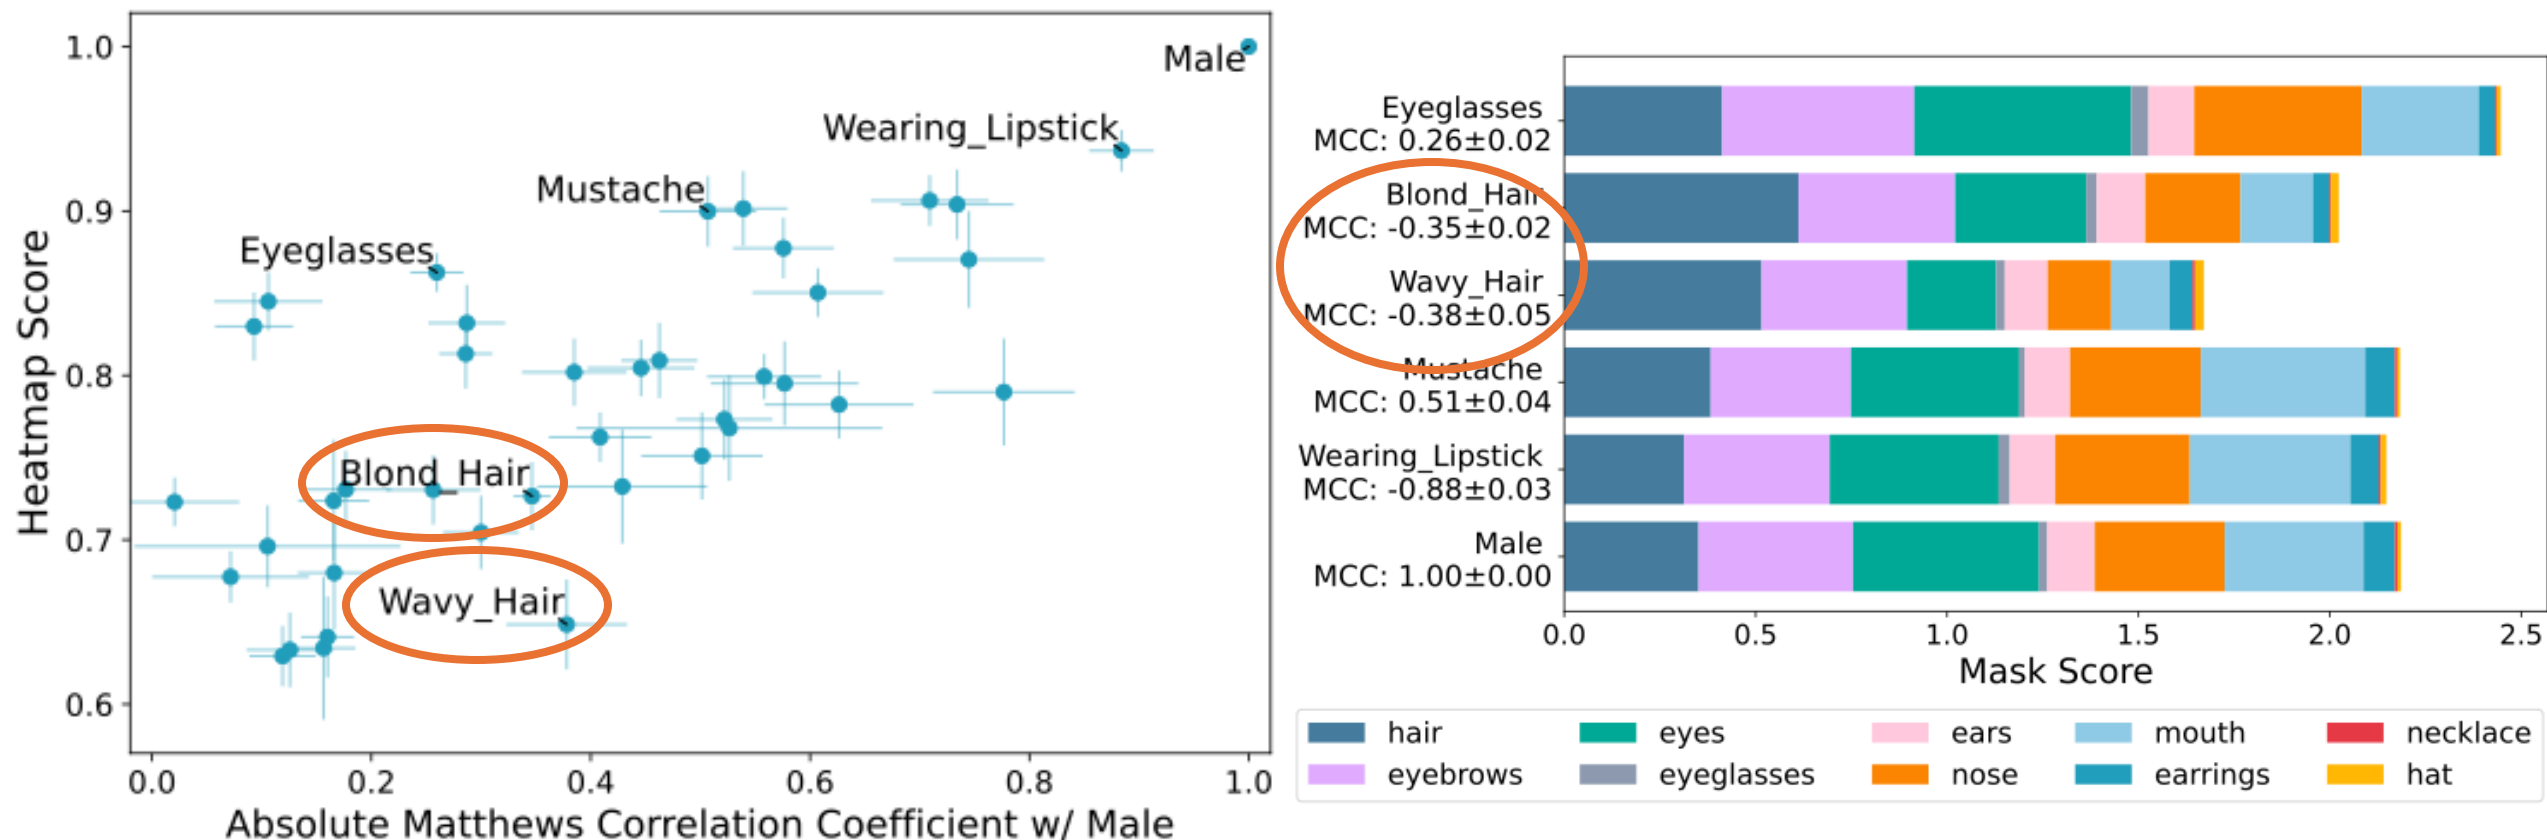 1.0
0.9
0.8
0.7
0.6
Heatmap Score
Male
Wearing_Lipstick
Mustache
Eyeglasses
Blond_Hair
Wavy_Hair
0.0 0.2 0.4 0.6 0.8 1.0
Absolute Matthews Correlation Coefficient w/ Male
Eyeglasses
MCC: 0.26±0.02
Blond_Hair
MCC: -0.35±0.02
Wavy_Hair
MCC: -0.38±0.05
Mustache
MCC: 0.51±0.04
Wearing_Lipstick
MCC: -0.88±0.03
Male
MCC: 1.00±0.00
0.0 0.5 1.0 1.5 2.0 2.5
Mask Score
hair eyes ears mouth necklace
eyebrows eyeglasses nose earrings hat